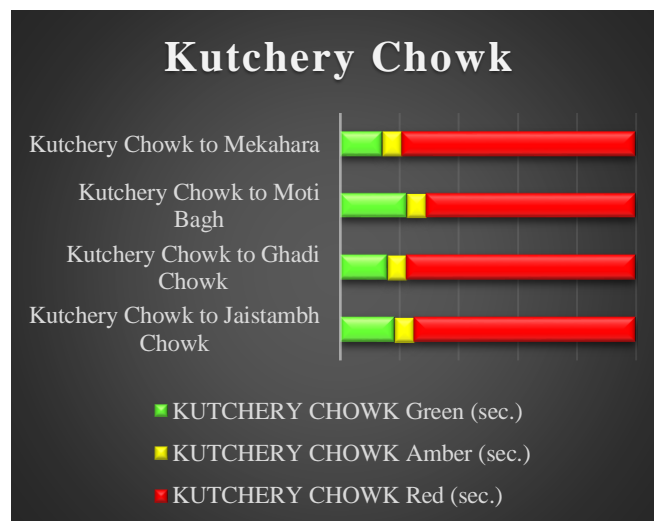 Kutchery Chowk
Kutchery Chowk to Mekahara
Kutchery Chowk to Moti
Bagh
Kutchery Chowk to Ghadi
Chowk
Kutchery Chowk to Jaistambh
Chowk
KUTCHERY CHOWK Green (sec.)
KUTCHERY CHOWK Amber (sec.)
KUTCHERY CHOWK Red (sec.)